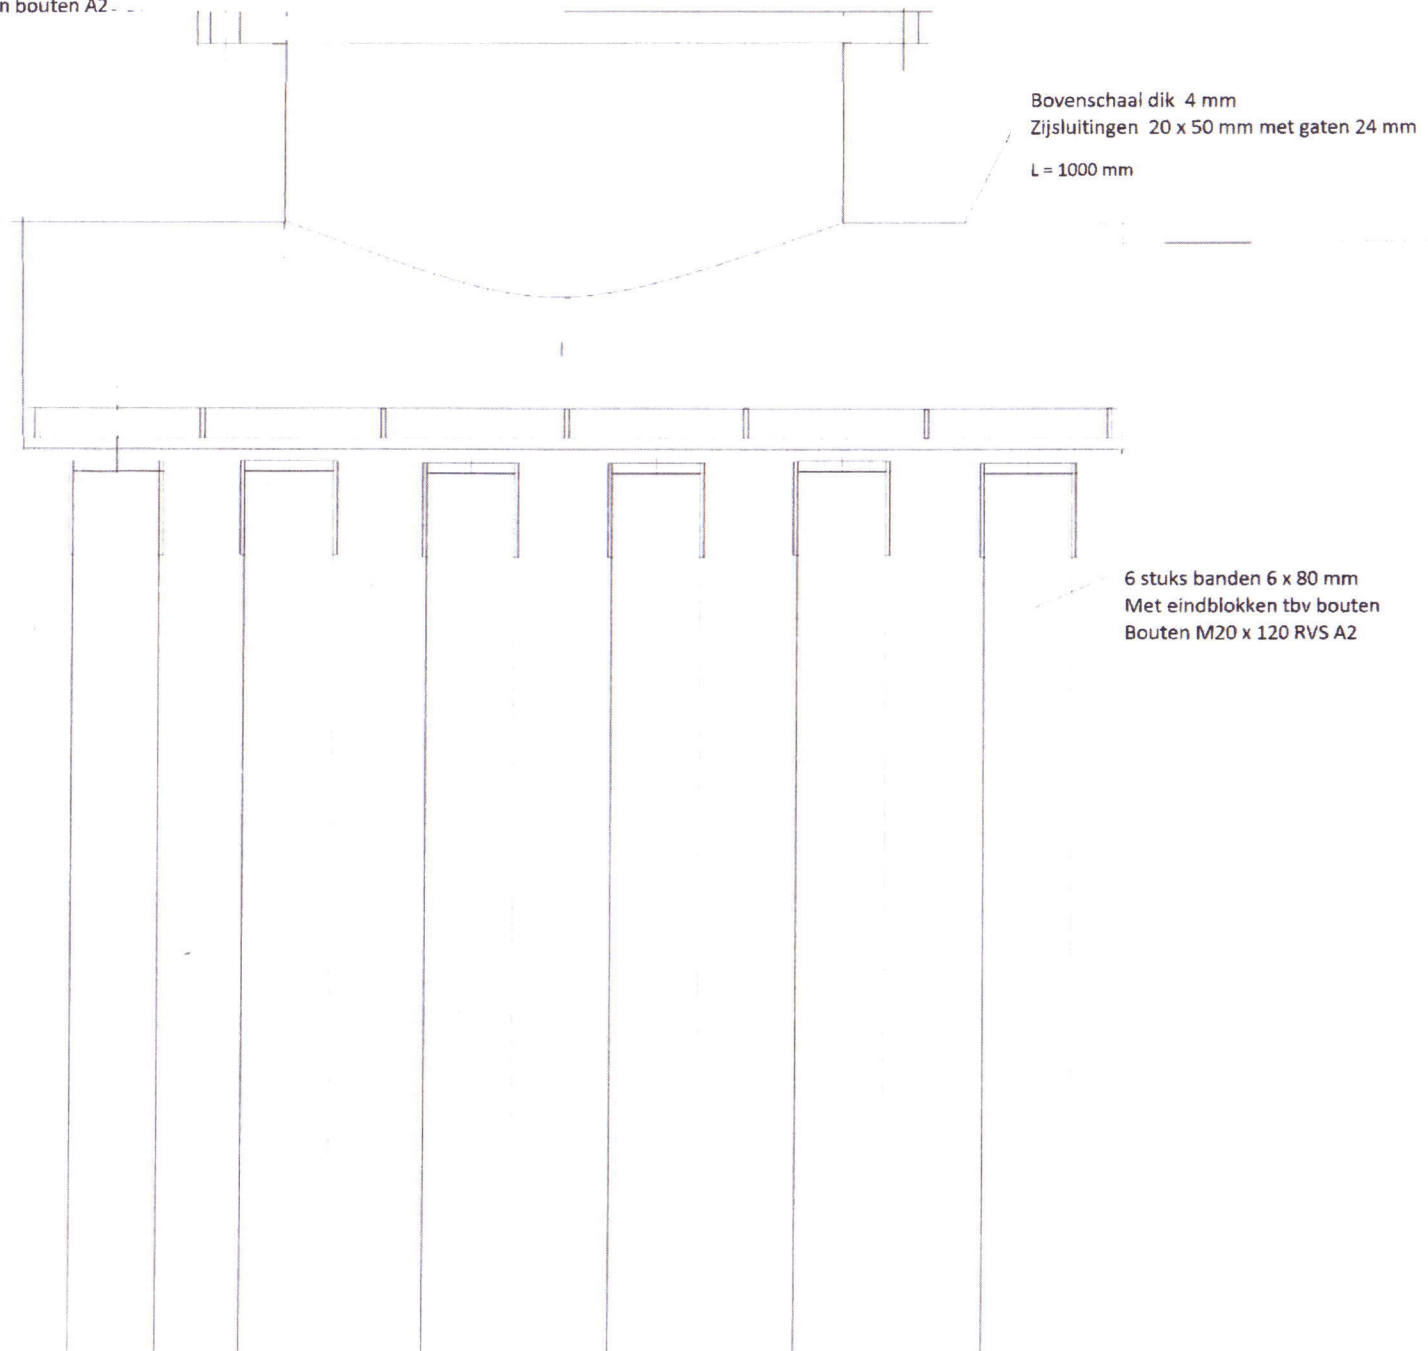 n bouten A2
Bovenschaal dik 4 mm
Zijsluitingen 20 x 50 mm met gaten 24 mm
L = 1000 mm
6 stuks banden 6 x 80 mm
Met eindblokken tbv bouten
Bouten M20 x 120 RVS A2